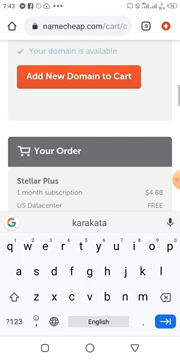 7:43
namecheap.com/cart/c
9
Your domain is available
Add New Domain to Cart
Your Order
Stellar Plus
1 month subscription $4.88
US Datacenter FREE
karakata
q w e r t y u i o p
a s d f g h j k l
z x c v b n m
?123 , English .